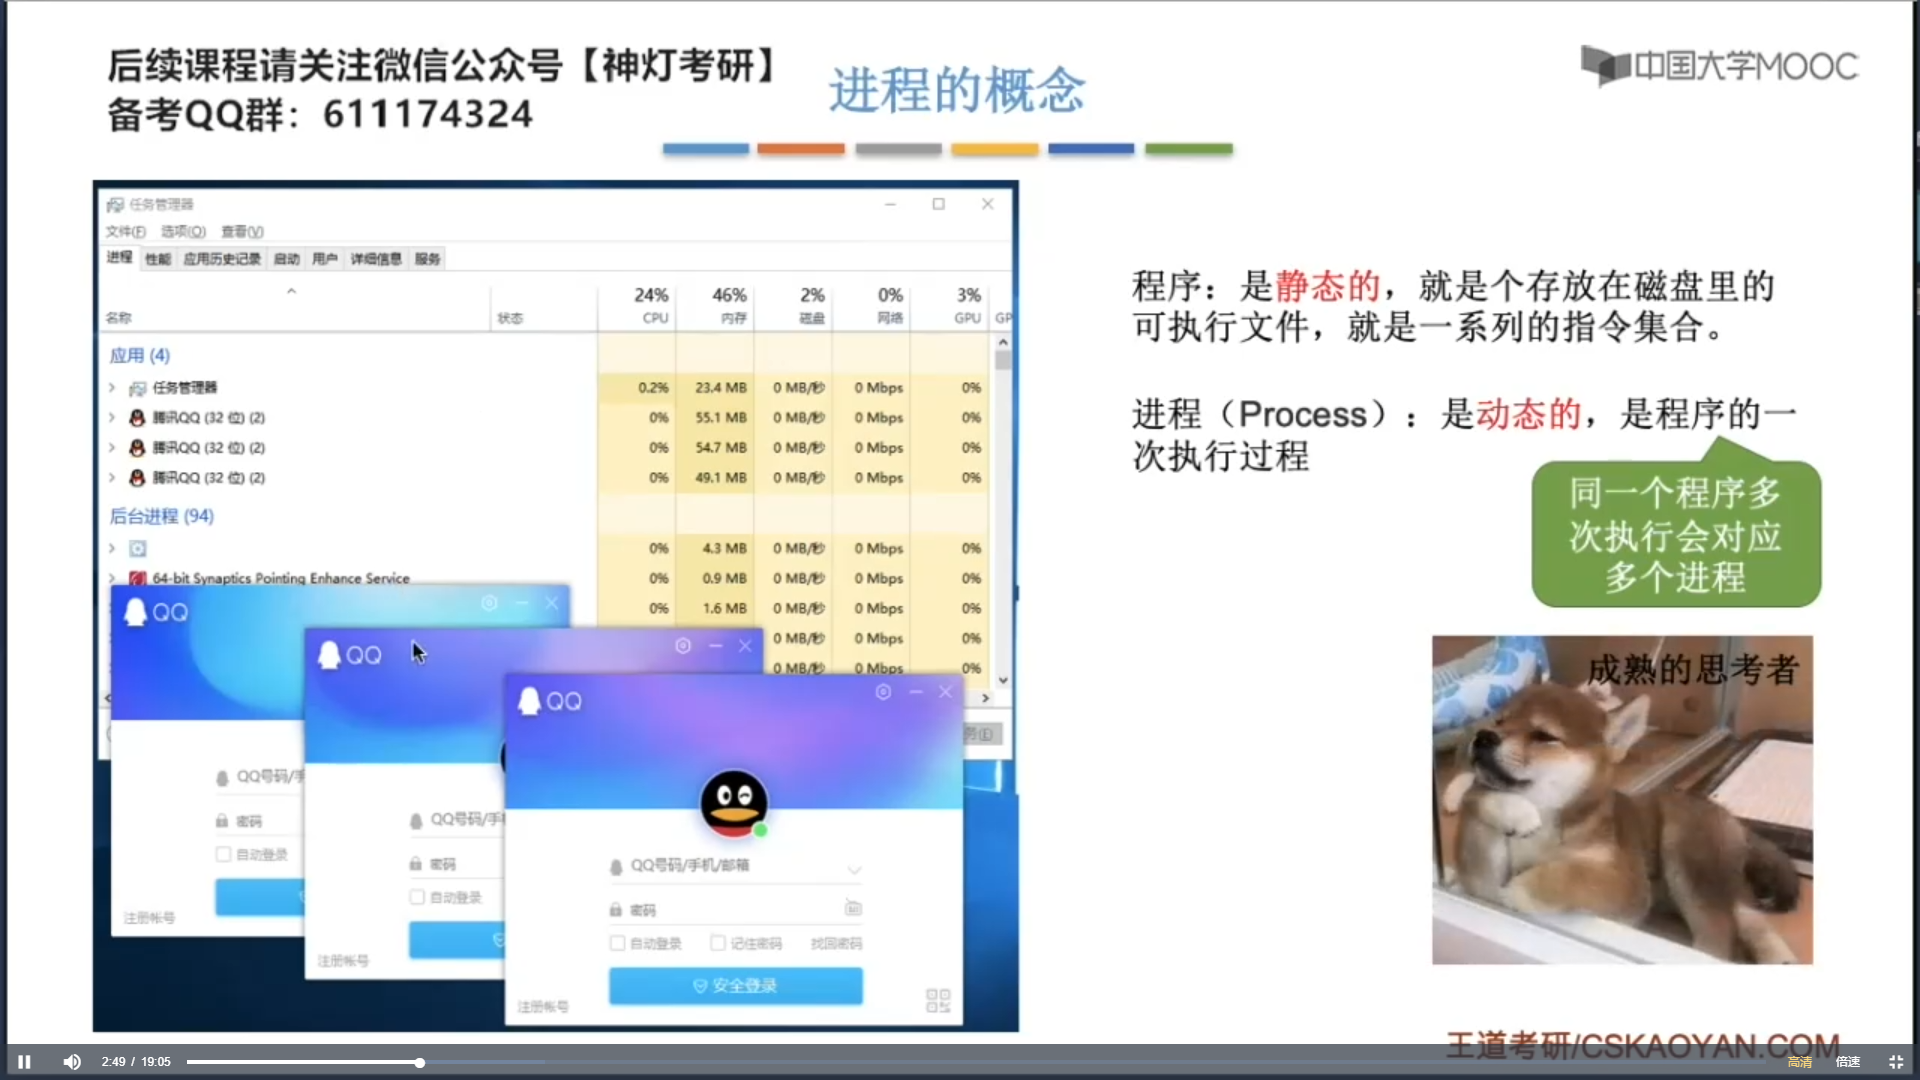 后续课程请关注微信公众号【神灯考研】
备考QQ群：611174324
进程的概念
中国大学MOOC
任务管理器
文件(F) 选项(O) 查看(V)
进程 性能 应用历史记录 启动 用户 详细信息 服务
24% 46% 2% 0% 3%
名称 状态 CPU 内存 磁盘 网络 GPU GP
应用 (4)
任务管理器 0.2% 23.4 MB 0 MB/秒 0 Mbps 0%
腾讯QQ (32 位) (2) 0% 55.1 MB 0 MB/秒 0 Mbps 0%
腾讯QQ (32 位) (2) 0% 54.7 MB 0 MB/秒 0 Mbps 0%
腾讯QQ (32 位) (2) 0% 49.1 MB 0 MB/秒 0 Mbps 0%
后台进程 (94)
0% 4.3 MB 0 MB/秒 0 Mbps 0%
64-bit Synaptics Pointing Enhance Service 0% 0.9 MB 0 MB/秒 0 Mbps 0%
0% 1.6 MB 0 MB/秒 0 Mbps 0%
0 MB/秒 0 Mbps 0%
0 MB/秒 0 Mbps 0%
务(E)
QQ
QQ号码/手
密码
自动登录
注册帐号
QQ
QQ号码/手机
密码
自动登录
注册帐号
QQ
QQ号码/手机/邮箱
密码
自动登录 记住密码 找回密码
安全登录
注册帐号
程序：是静态的，就是个存放在磁盘里的
可执行文件，就是一系列的指令集合。
进程（Process）：是动态的，是程序的一
次执行过程
同一个程序多
次执行会对应
多个进程
成熟的思考者
王道考研/CSKAOYAN.COM
2:49 / 19:05 高清 倍速